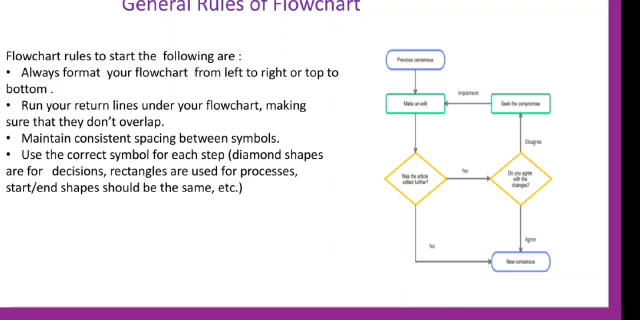 General Rules of Flowchart
Flowchart rules to start the following are :
• Always format your flowchart from left to right or top to
bottom .
• Run your return lines under your flowchart, making
sure that they don't overlap.
• Maintain consistent spacing between symbols.
• Use the correct symbol for each step (diamond shapes
are for decisions, rectangles are used for processes,
start/end shapes should be the same, etc.)
Previous consensus
Implement
Make an edit
Seek the compromise
Disagree
Was the article
edited further?
Yes
Do you agree
with the
changes?
No
Agree
New consensus